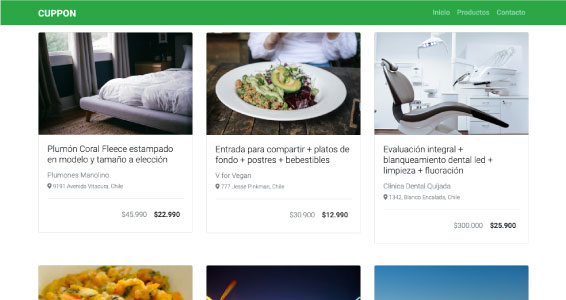 CUPPON
Inicio Productos Contacto
Plumón Coral Fleece estampado
en modelo y tamaño a elección
Plumones Manolino.
9191 Avenida Vitacura, Chile
$45.990 $22.990
Entrada para compartir + platos de
fondo + postres + bebestibles
V for Vegan
777 Jesse Pinkman, Chile
$30.900 $12.990
Evaluación integral +
blanqueamiento dental led +
limpieza + fluoración
Clínica Dental Quijada
1342, Blanco Encalada, Chile
$300.000 $25.900